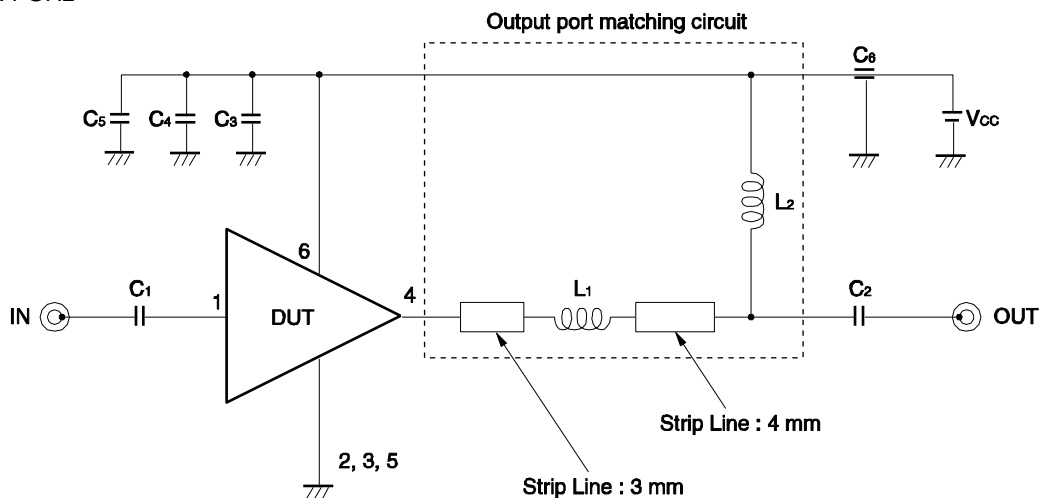 Output port matching circuit
C6
C5
C4
C3
VCC
L2
6
C1
1
4
L1
C2
IN
DUT
OUT
Strip Line : 4 mm
2, 3, 5
Strip Line : 3 mm